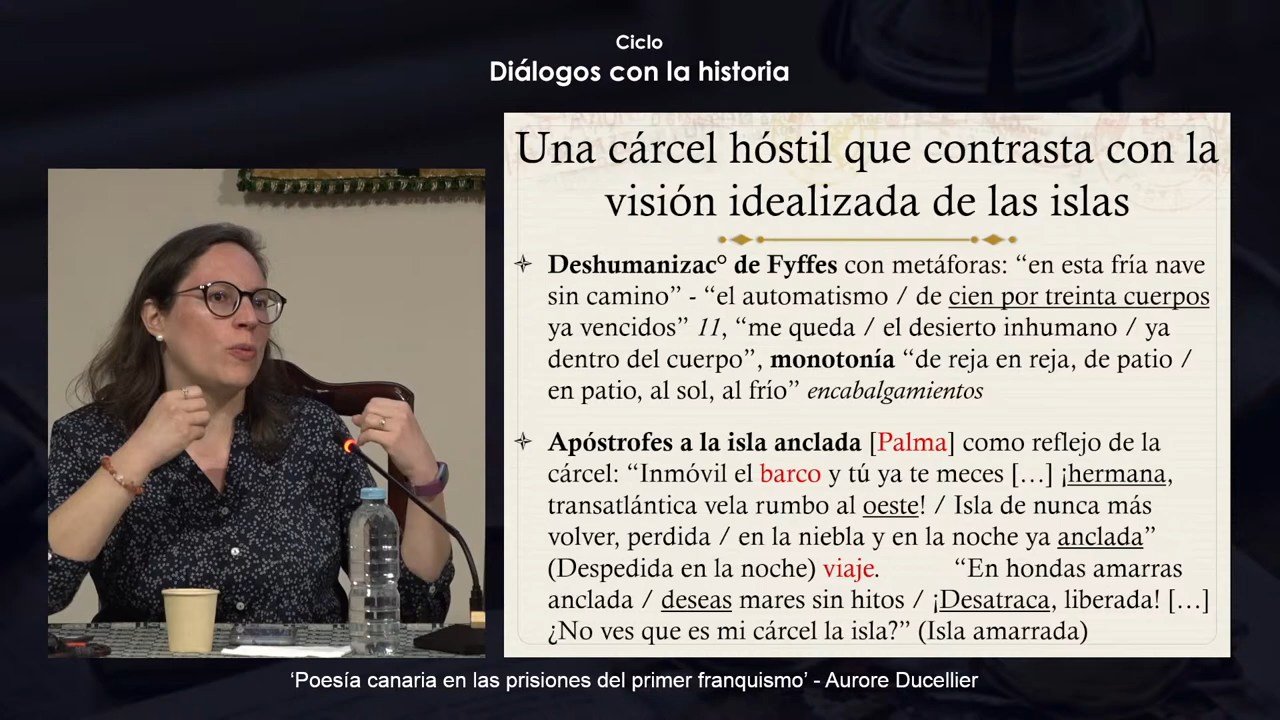 Ciclo
Diálogos con la historia
Una cárcel hóstil que contrasta con la
visión idealizada de las islas
Deshumanizac° de Fyffes con metáforas: “en esta fría nave
sin camino” - “el automatismo / de cien por treinta cuerpos
ya vencidos” 11, “me queda / el desierto inhumano / ya
dentro del cuerpo”, monotonía “de reja en reja, de patio /
en patio, al sol, al frío” encabalgamientos
Apóstrofes a la isla anclada [Palma] como reflejo de la
cárcel: “Inmóvil el barco y tú ya te meces […] ¡hermana,
transatlántica vela rumbo al oeste! / Isla de nunca más
volver, perdida / en la niebla y en la noche ya anclada”
(Despedida en la noche) viaje. “En hondas amarras
anclada / deseas mares sin hitos / ¡Desatraca, liberada! […]
¿No ves que es mi cárcel la isla?” (Isla amarrada)
‘Poesía canaria en las prisiones del primer franquismo’ - Aurore Ducellier